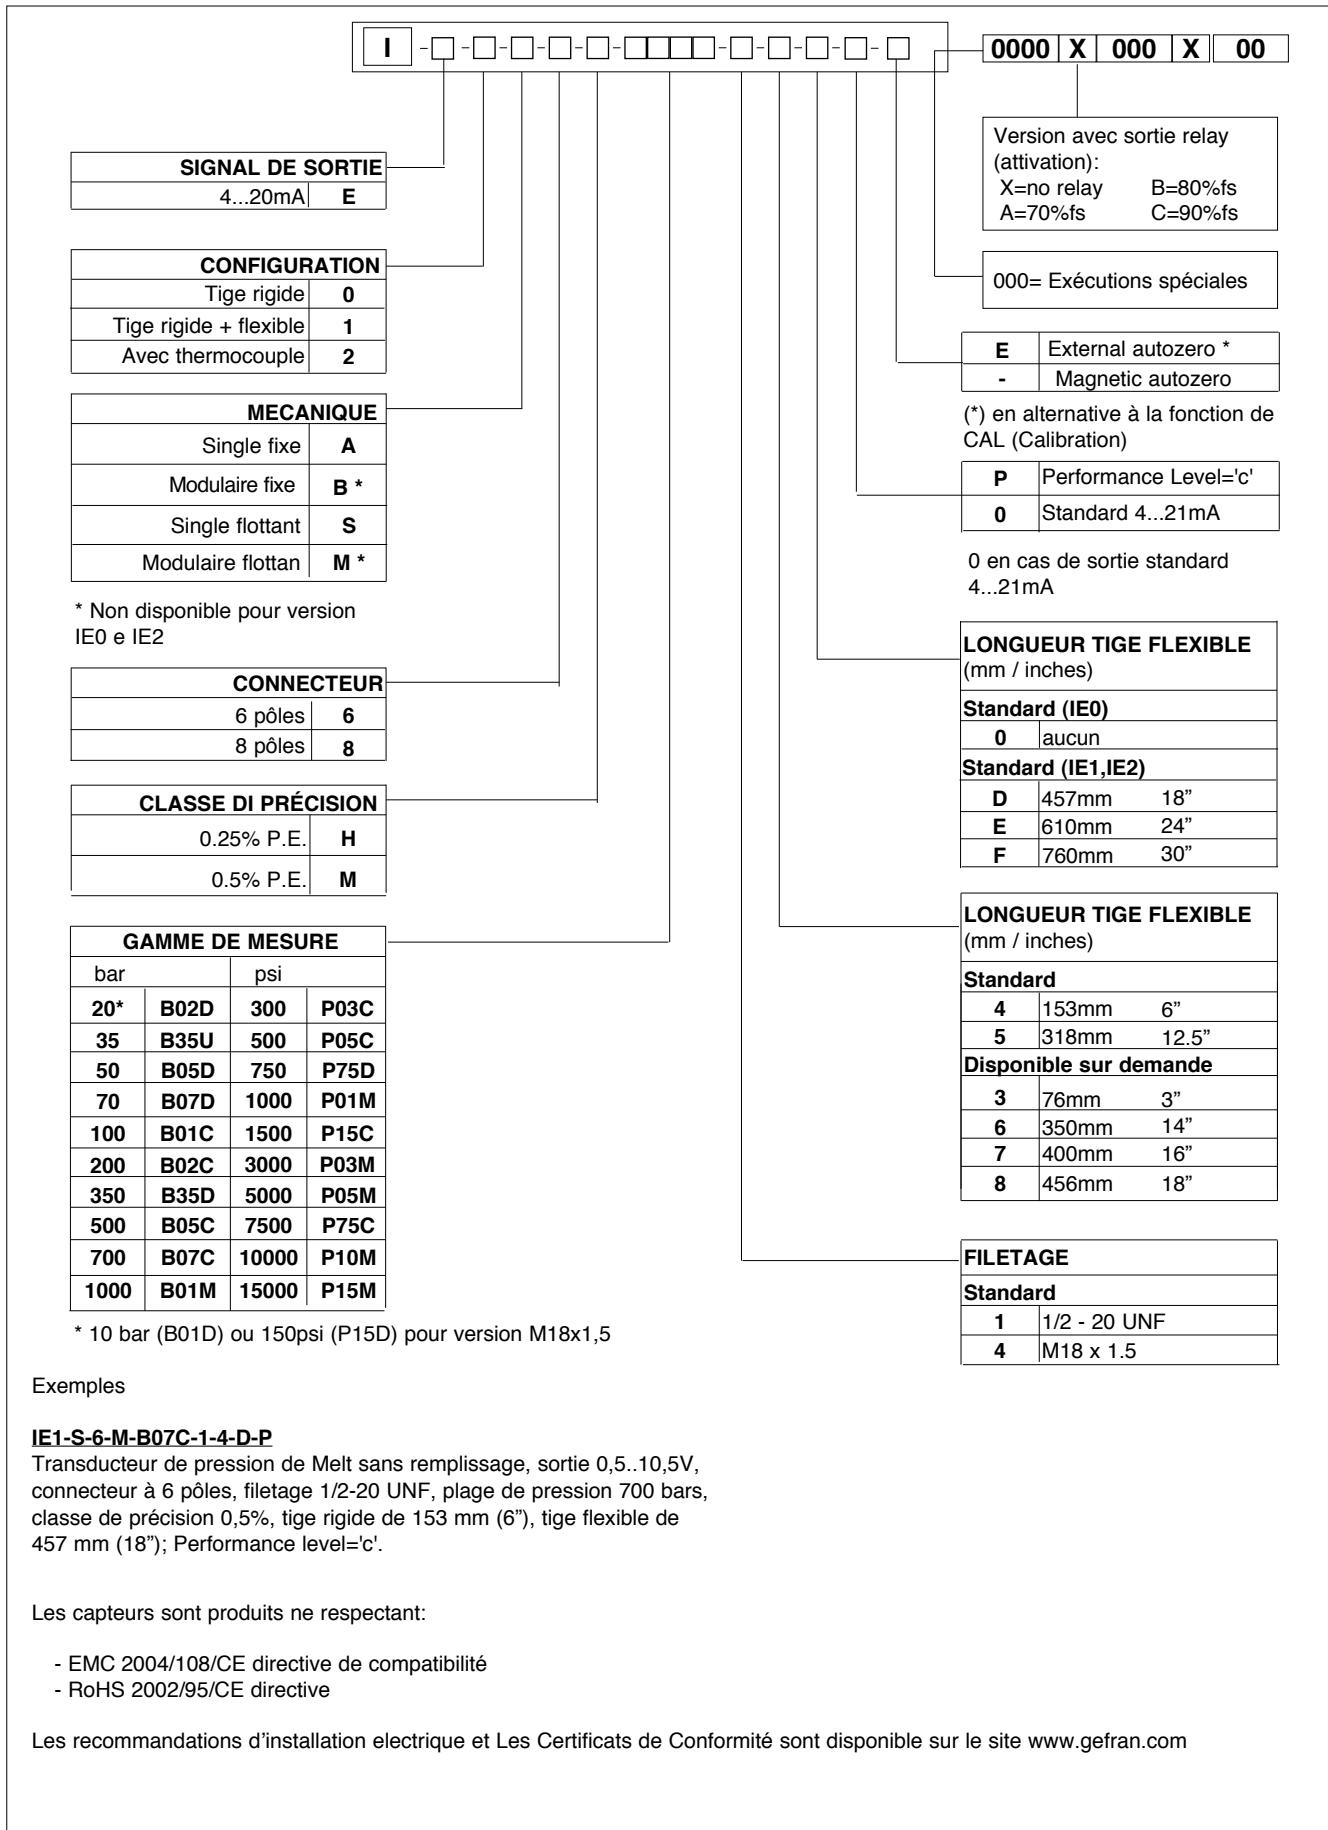 I - - - - - - - - - - -
0000 X 000 X 00
Version avec sortie relay
(attivation):
X=no relay B=80%fs
A=70%fs C=90%fs
000= Exécutions spéciales
SIGNAL DE SORTIE
4...20mA E
CONFIGURATION
Tige rigide 0
Tige rigide + flexible 1
Avec thermocouple 2
MECANIQUE
Single fixe A
Modulaire fixe B *
Single flottant S
Modulaire flottan M *
* Non disponible pour version
IE0 e IE2
CONNECTEUR
6 pôles 6
8 pôles 8
CLASSE DI PRÉCISION
0.25% P.E. H
0.5% P.E. M
GAMME DE MESURE
bar psi
20* B02D 300 P03C
35 B35U 500 P05C
50 B05D 750 P75D
70 B07D 1000 P01M
100 B01C 1500 P15C
200 B02C 3000 P03M
350 B35D 5000 P05M
500 B05C 7500 P75C
700 B07C 10000 P10M
1000 B01M 15000 P15M
* 10 bar (B01D) ou 150psi (P15D) pour version M18x1,5
E External autozero *
- Magnetic autozero
(*) en alternative à la fonction de
CAL (Calibration)
P Performance Level='c'
0 Standard 4...21mA
0 en cas de sortie standard
4...21mA
LONGUEUR TIGE FLEXIBLE
(mm / inches)
Standard (IE0)
0 aucun
Standard (IE1,IE2)
D 457mm 18”
E 610mm 24”
F 760mm 30”
LONGUEUR TIGE FLEXIBLE
(mm / inches)
Standard
4 153mm 6”
5 318mm 12.5”
Disponible sur demande
3 76mm 3”
6 350mm 14”
7 400mm 16”
8 456mm 18”
FILETAGE
Standard
1 1/2 - 20 UNF
4 M18 x 1.5
Exemples
IE1-S-6-M-B07C-1-4-D-P
Transducteur de pression de Melt sans remplissage, sortie 0,5..10,5V,
connecteur à 6 pôles, filetage 1/2-20 UNF, plage de pression 700 bars,
classe de précision 0,5%, tige rigide de 153 mm (6”), tige flexible de
457 mm (18”); Performance level='c'.
Les capteurs sont produits ne respectant:
- EMC 2004/108/CE directive de compatibilité
- RoHS 2002/95/CE directive
Les recommandations d’installation electrique et Les Certificats de Conformité sont disponible sur le site www.gefran.com